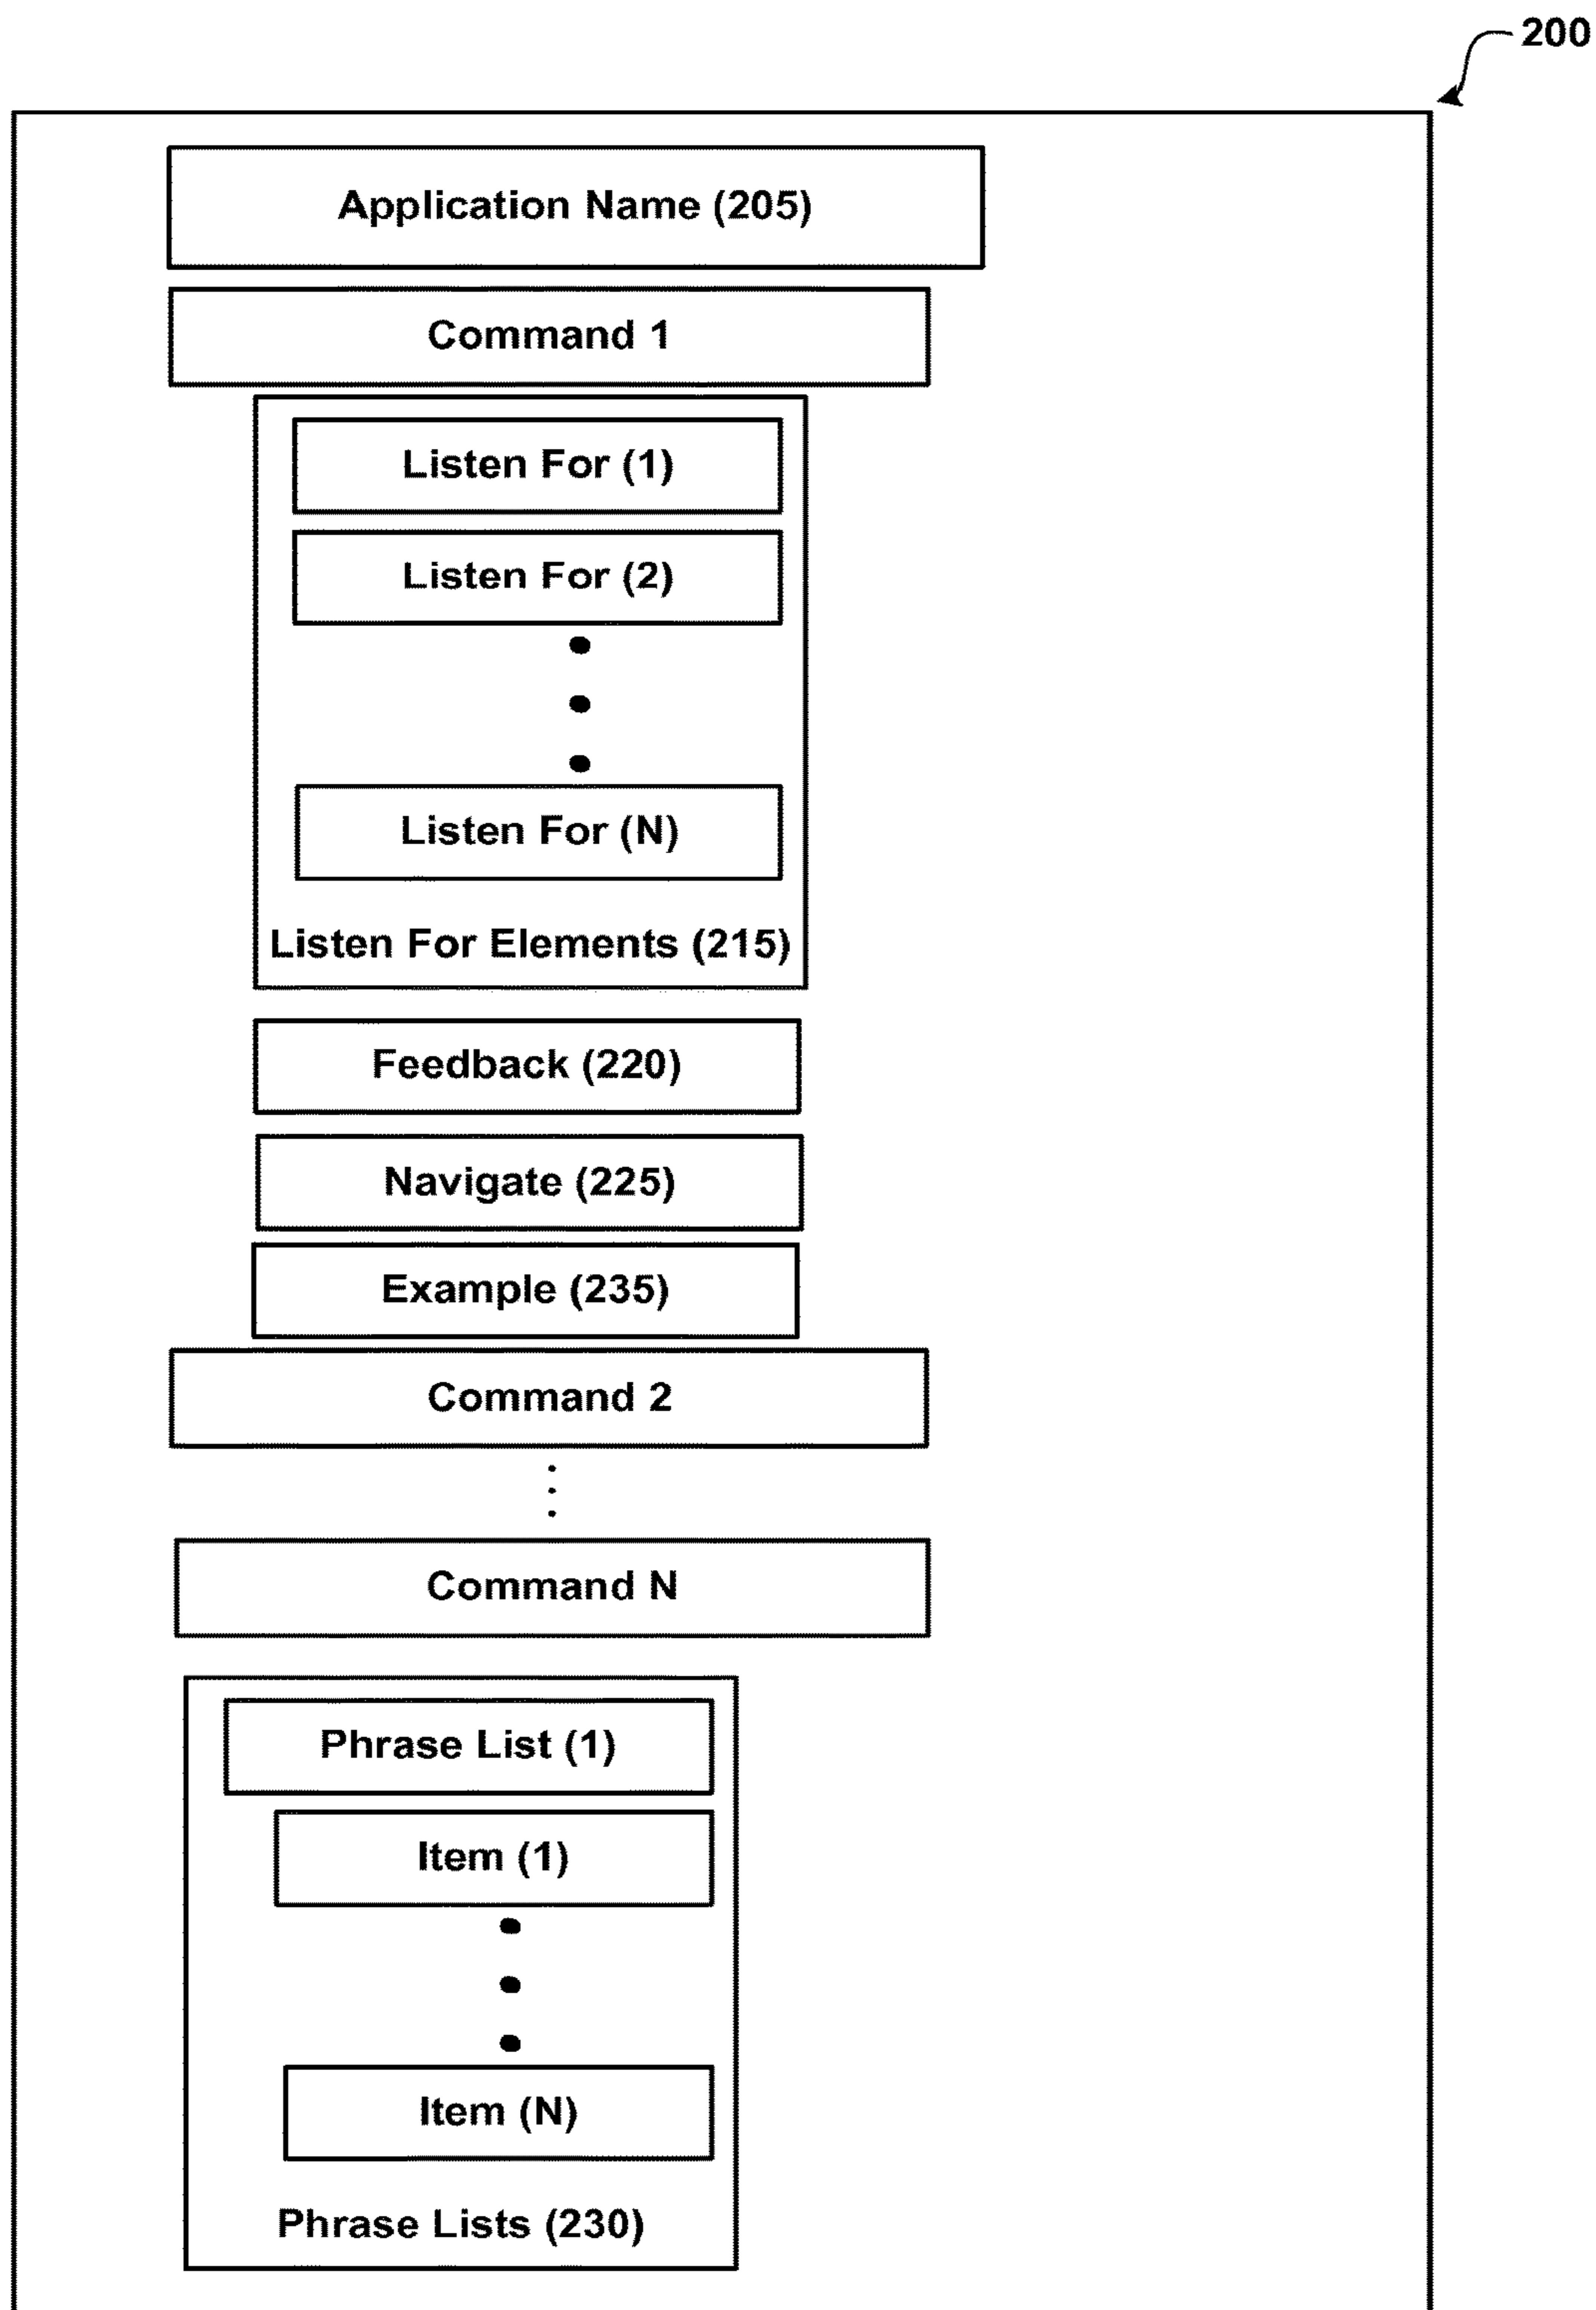 200
Application Name (205)
Command 1
Listen For (1)
Listen For (2)
Listen For (N)
Listen For Elements (215)
Feedback (220)
Navigate (225)
Example (235)
Command 2
Command N
Phrase List (1)
Item (1)
Item (N)
Phrase Lists (230)